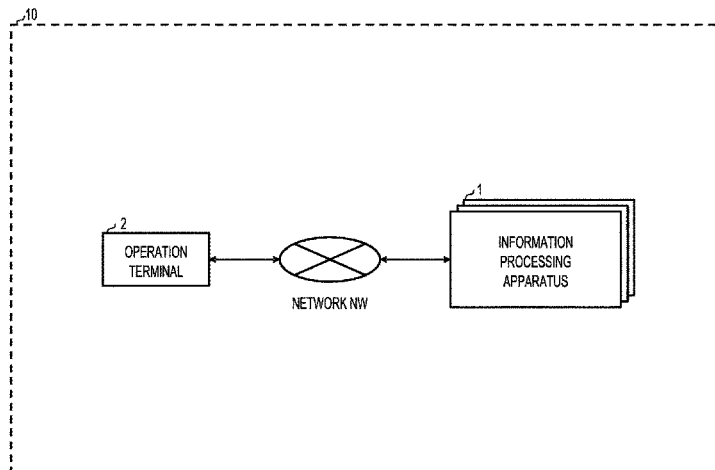 10
1
2
OPERATION
TERMINAL
NETWORK NW
INFORMATION
PROCESSING
APPARATUS